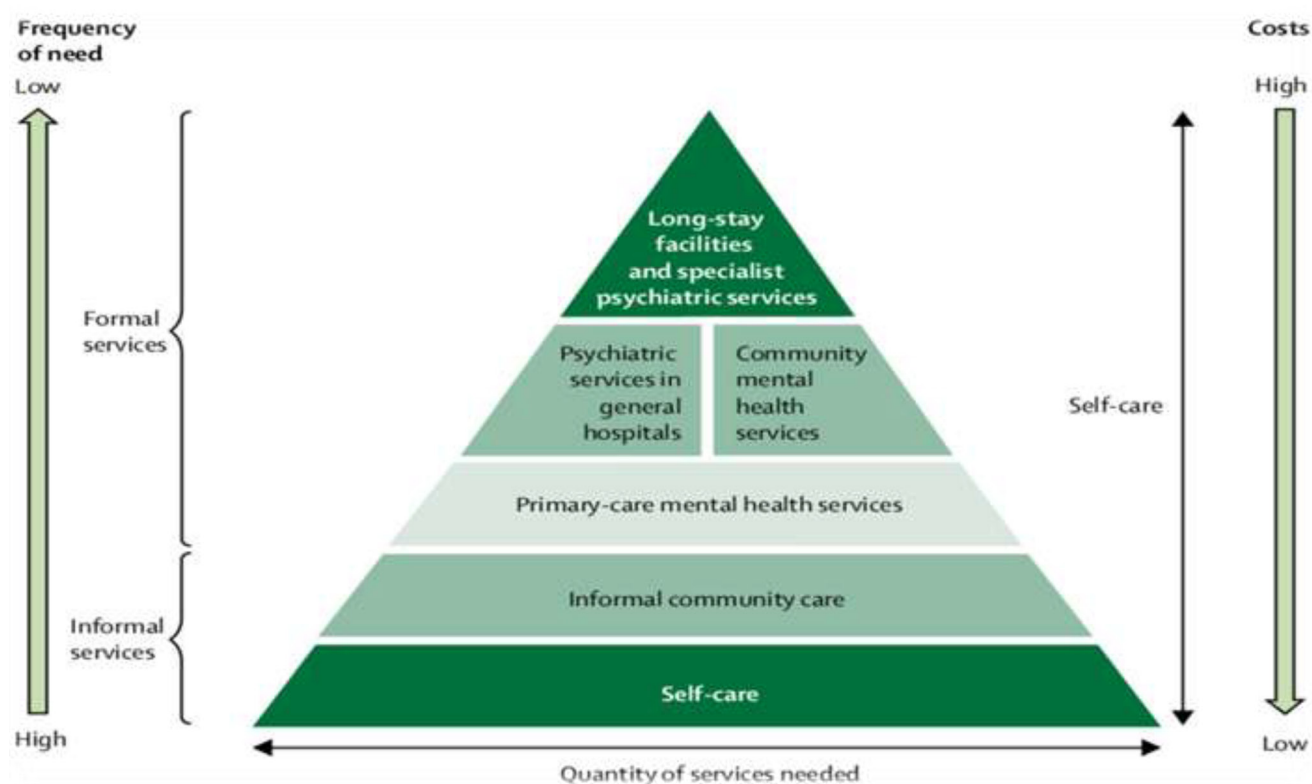 Frequency
of need
Low
Costs
High
Long-stay
facilities
and specialist
psychiatric services
Formal
services
Psychiatric
services in
general
hospitals
Community
mental
health
services
Self-care
Primary-care mental health services
Informal community care
Informal
services
Self-care
High
Low
Quantity of services needed